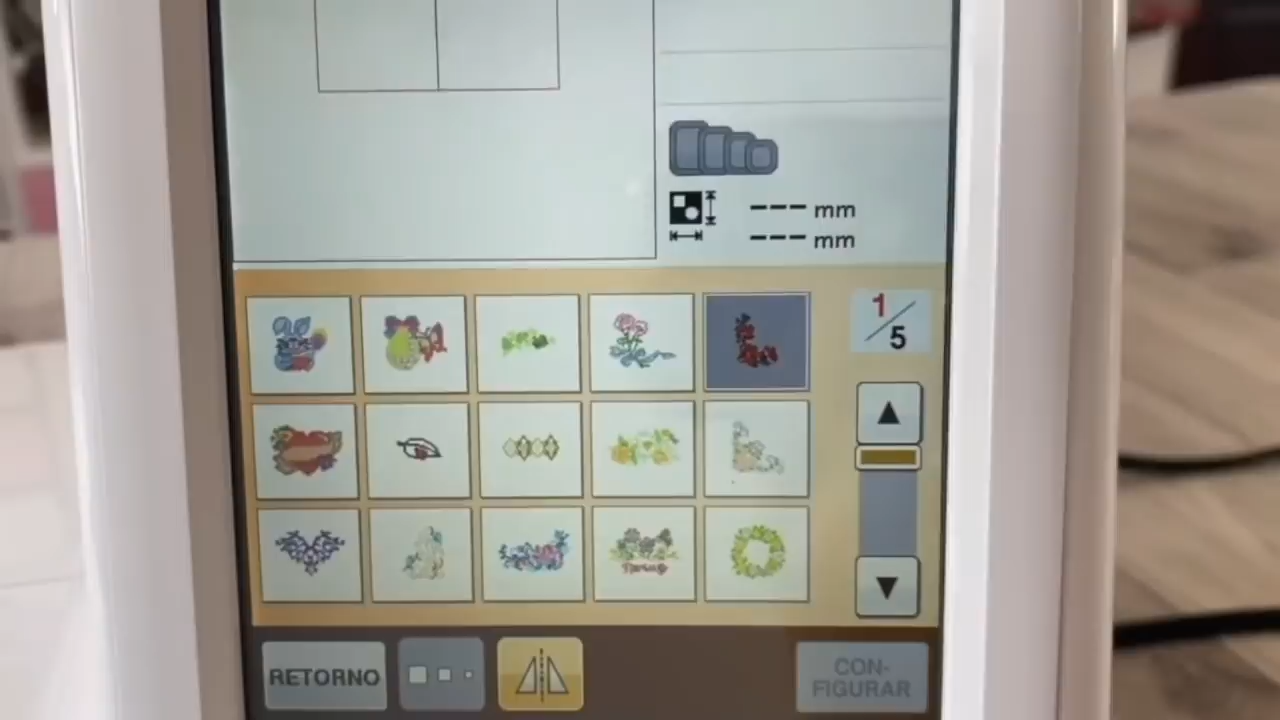 --- mm
--- mm
1/5
RETORNO
CON-
FIGURAR